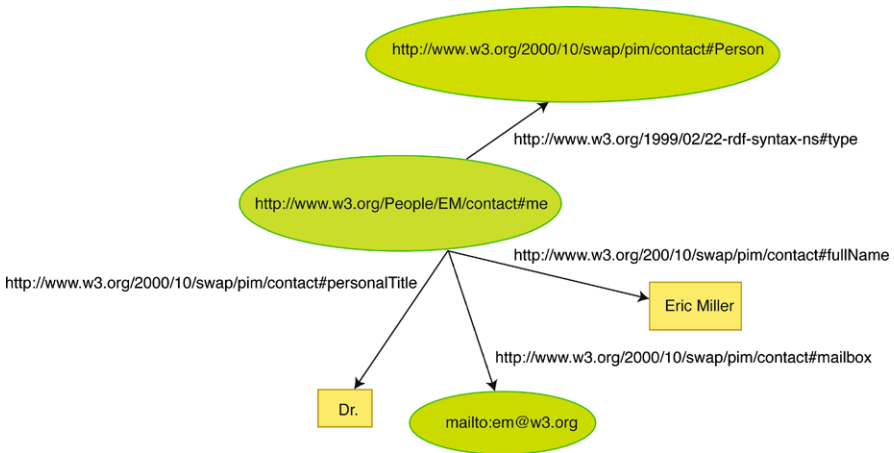 http://www.w3.org/2000/10/swap/pim/contact#Person
http://www.w3.org/1999/02/22-rdf-syntax-ns#type
http://www.w3.org/People/EM/contact#me
http://www.w3.org/200/10/swap/pim/contact#fullName
http://www.w3.org/2000/10/swap/pim/contact#personalTitle
Eric Miller
http://www.w3.org/2000/10/swap/pim/contact#mailbox
Dr.
mailto:em@w3.org